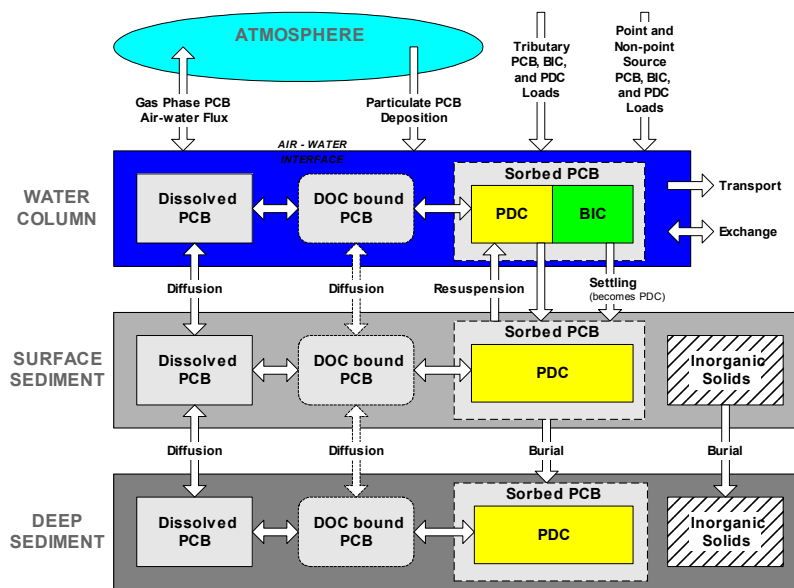 ATMOSPHERE
Tributary
PCB, BIC,
and PDC
Loads
Point and
Non-point
Source
PCB, BIC,
and PDC
Loads
Gas Phase PCB
Air-water Flux
Particulate PCB
Deposition
AIR - WATER
INTERFACE
WATER
COLUMN
Dissolved
PCB
DOC bound
PCB
Sorbed PCB
PDC
BIC
Transport
Exchange
Diffusion
Diffusion
Resuspension
Settling
(becomes PDC)
SURFACE
SEDIMENT
Dissolved
PCB
DOC bound
PCB
Sorbed PCB
PDC
Inorganic
Solids
Diffusion
Diffusion
Burial
Burial
DEEP
SEDIMENT
Dissolved
PCB
DOC bound
PCB
Sorbed PCB
PDC
Inorganic
Solids